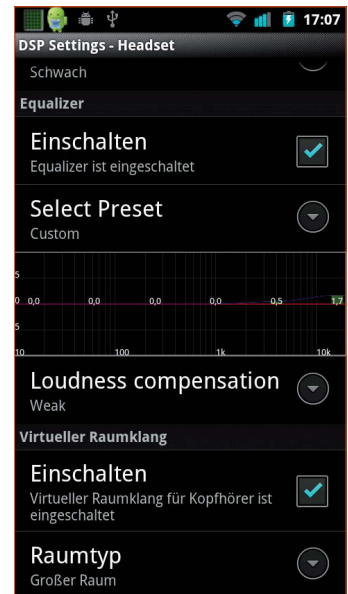 17:07
DSP Settings - Headset
Schwach
Equalizer
Einschalten
Equalizer ist eingeschaltet
Select Preset
Custom
5
0 0,0 0,0 0,0 0,0 0,5 1,7
5
10 100 1k 10k
Loudness compensation
Weak
Virtueller Raumklang
Einschalten
Virtueller Raumklang für Kopfhörer ist
eingeschaltet
Raumtyp
Großer Raum